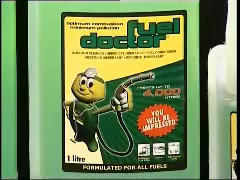 optimum combustion
minimum pollution
fuel
doctor
TREATS UP TO
4,000
LITRES
YOU
WILL BE
IMPRESSED!
1 litre
FORMULATED FOR ALL FUELS